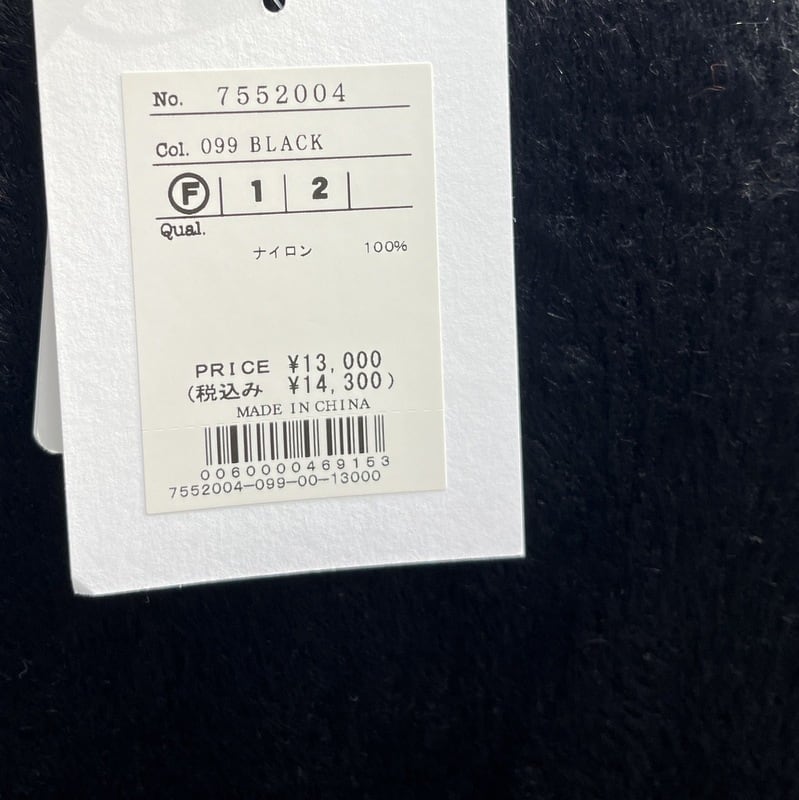 No. 7552004
Col. 099 BLACK
F 1 2
Qual.
ナイロン 100%
PRICE ¥13,000
(税込み ¥14,300)
MADE IN CHINA
0060000469153
7552004-099-00-13000